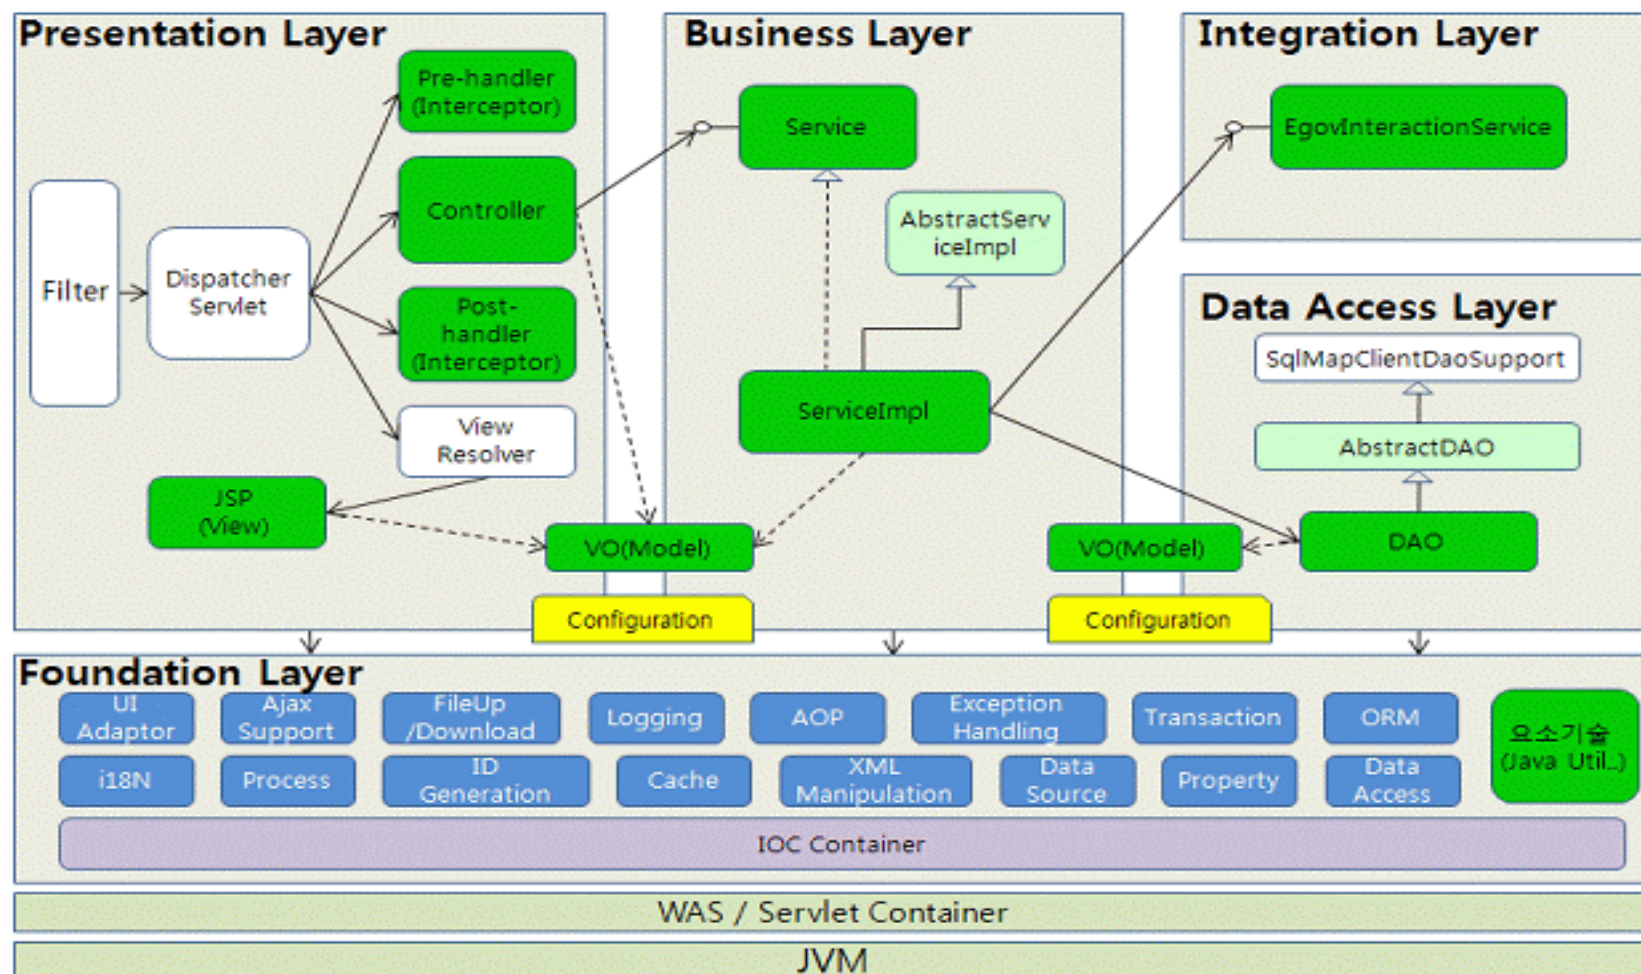 Presentation Layer
Pre-handler
(Interceptor)
Controller
Filter
Dispatcher
Servlet
Post-
handler
(Interceptor)
View
Resolver
JSP
(View)
Business Layer
Service
AbstractServ
iceImpl
ServiceImpl
VO(Model)
Configuration
Integration Layer
EgovInteractionService
Data Access Layer
SqlMapClientDaoSupport
AbstractDAO
DAO
VO(Model)
Configuration
Foundation Layer
UI
Adaptor
Ajax
Support
FileUp
/Download
Logging
AOP
Exception
Handling
Transaction
ORM
i18N
Process
ID
Generation
Cache
XML
Manipulation
Data
Source
Property
Data
Access
요소기술
(Java Util..)
IOC Container
WAS / Servlet Container
JVM